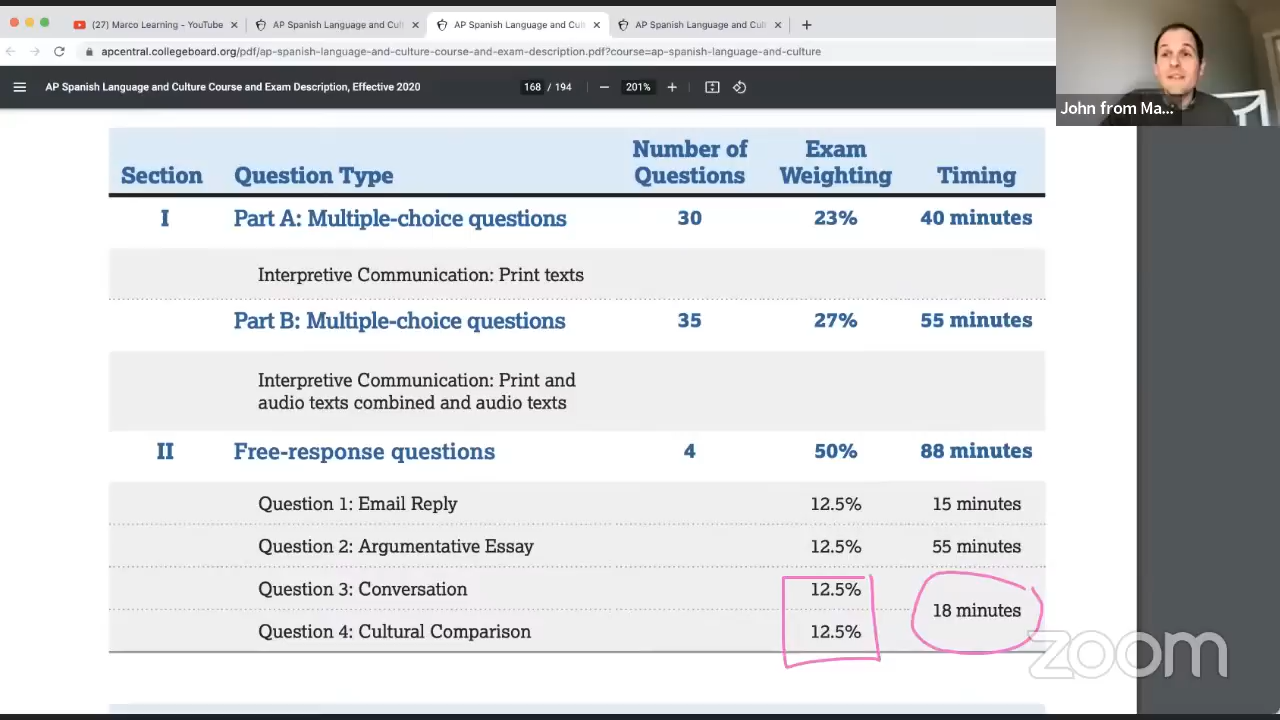 (27) Marco Learning - YouTube
AP Spanish Language and Cult
AP Spanish Language and Cult
AP Spanish Language and Cult
apcentral.collegeboard.org/pdf/ap-spanish-language-and-culture-course-and-exam-description.pdf?course=ap-spanish-language-and-culture
AP Spanish Language and Culture Course and Exam Description, Effective 2020 168 / 194 201%
John from Ma...
Section Question Type Number of Questions Exam Weighting Timing
I Part A: Multiple-choice questions 30 23% 40 minutes
Interpretive Communication: Print texts
Part B: Multiple-choice questions 35 27% 55 minutes
Interpretive Communication: Print and
audio texts combined and audio texts
II Free-response questions 4 50% 88 minutes
Question 1: Email Reply 12.5% 15 minutes
Question 2: Argumentative Essay 12.5% 55 minutes
Question 3: Conversation 12.5%
18 minutes
Question 4: Cultural Comparison 12.5%
zoom